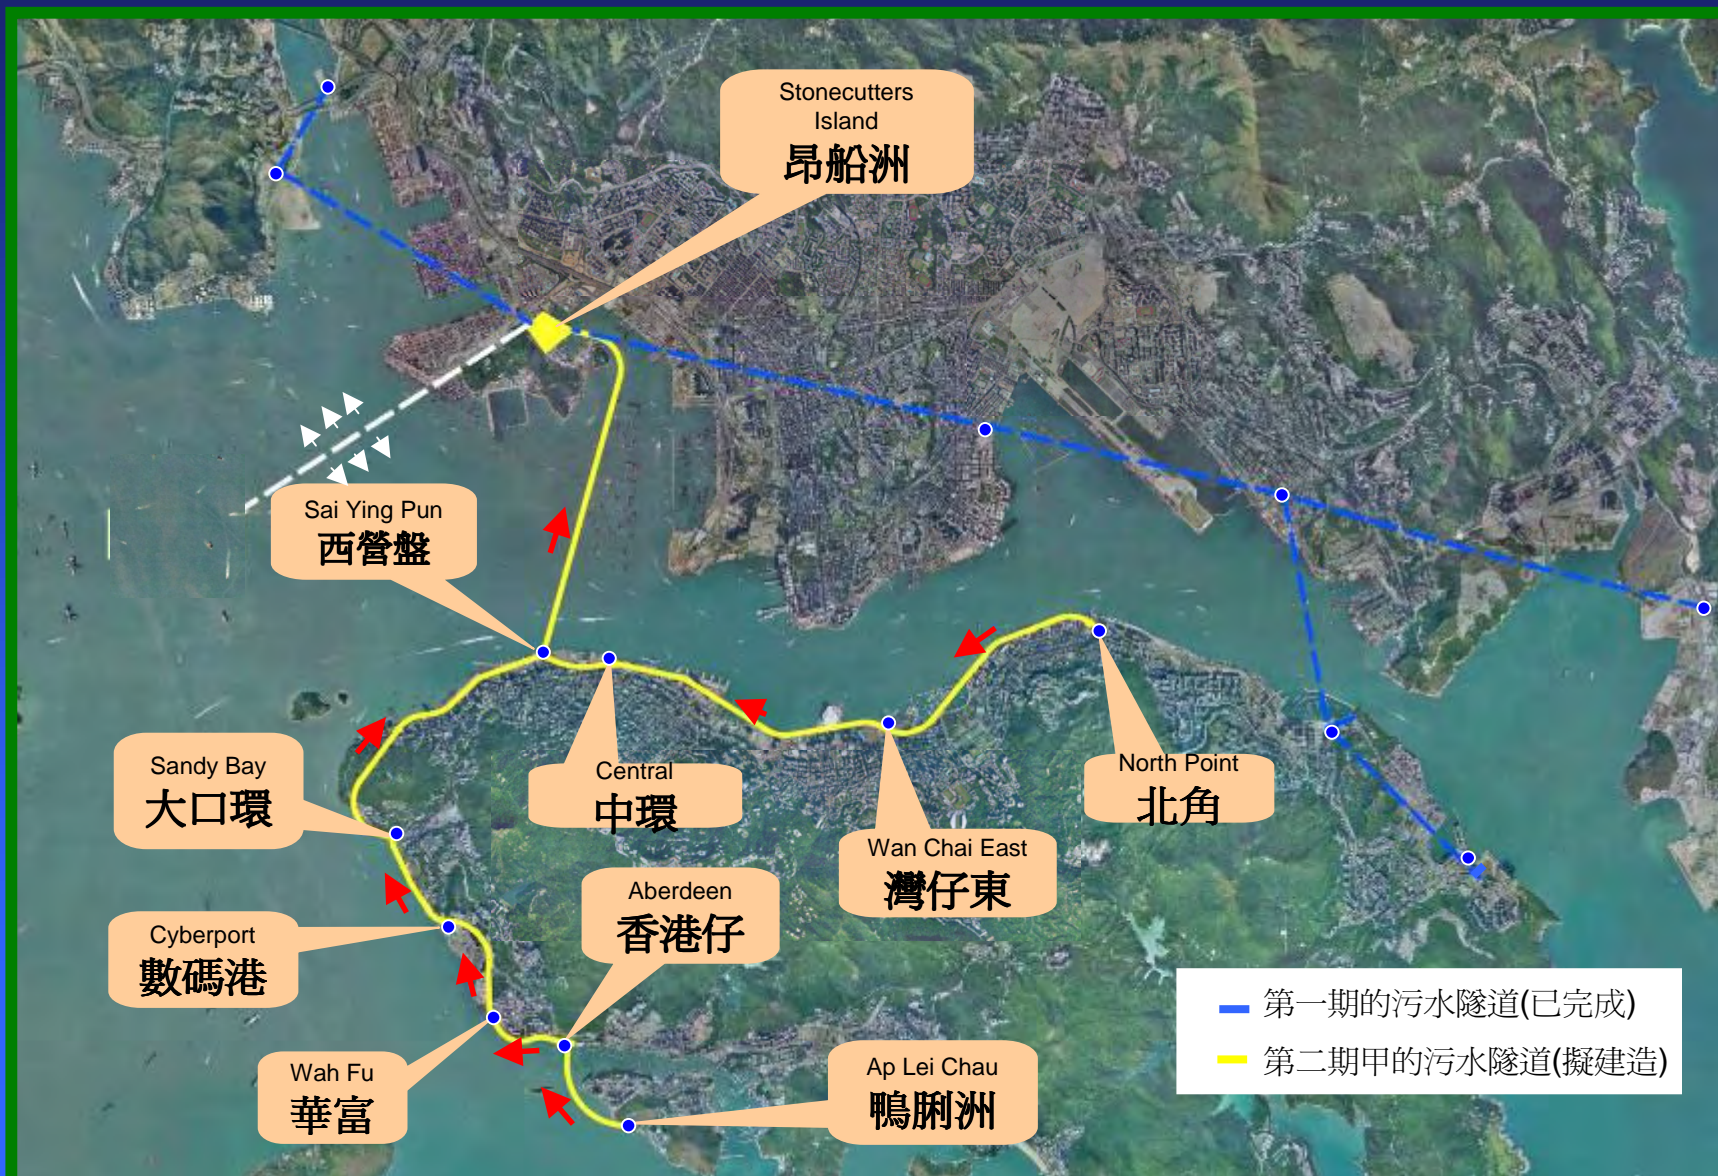 Stonecutters
Island
昂船洲
Sai Ying Pun
西營盤
Sandy Bay
大口環
Central
中環
North Point
北角
Wan Chai East
灣仔東
Aberdeen
香港仔
Cyberport
數碼港
Wah Fu
華富
Ap Lei Chau
鴨脷洲
第一期的污水隧道(已完成)
第二期甲的污水隧道(擬建造)